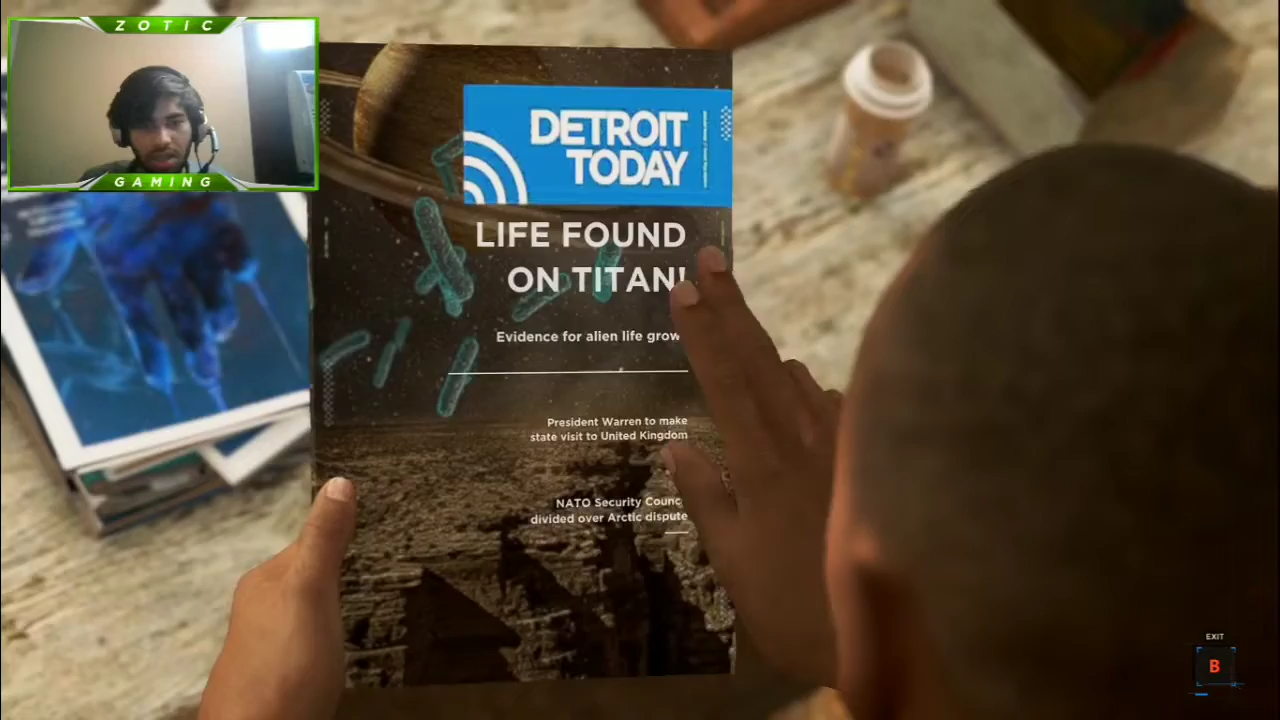 ZOTIC
GAMING
DETROIT
TODAY
LIFE FOUND
ON TITAN!
Evidence for alien life grow
President Warren to make
state visit to United Kingdom
NATO Security Counc
divided over Arctic dispute
EXIT
B